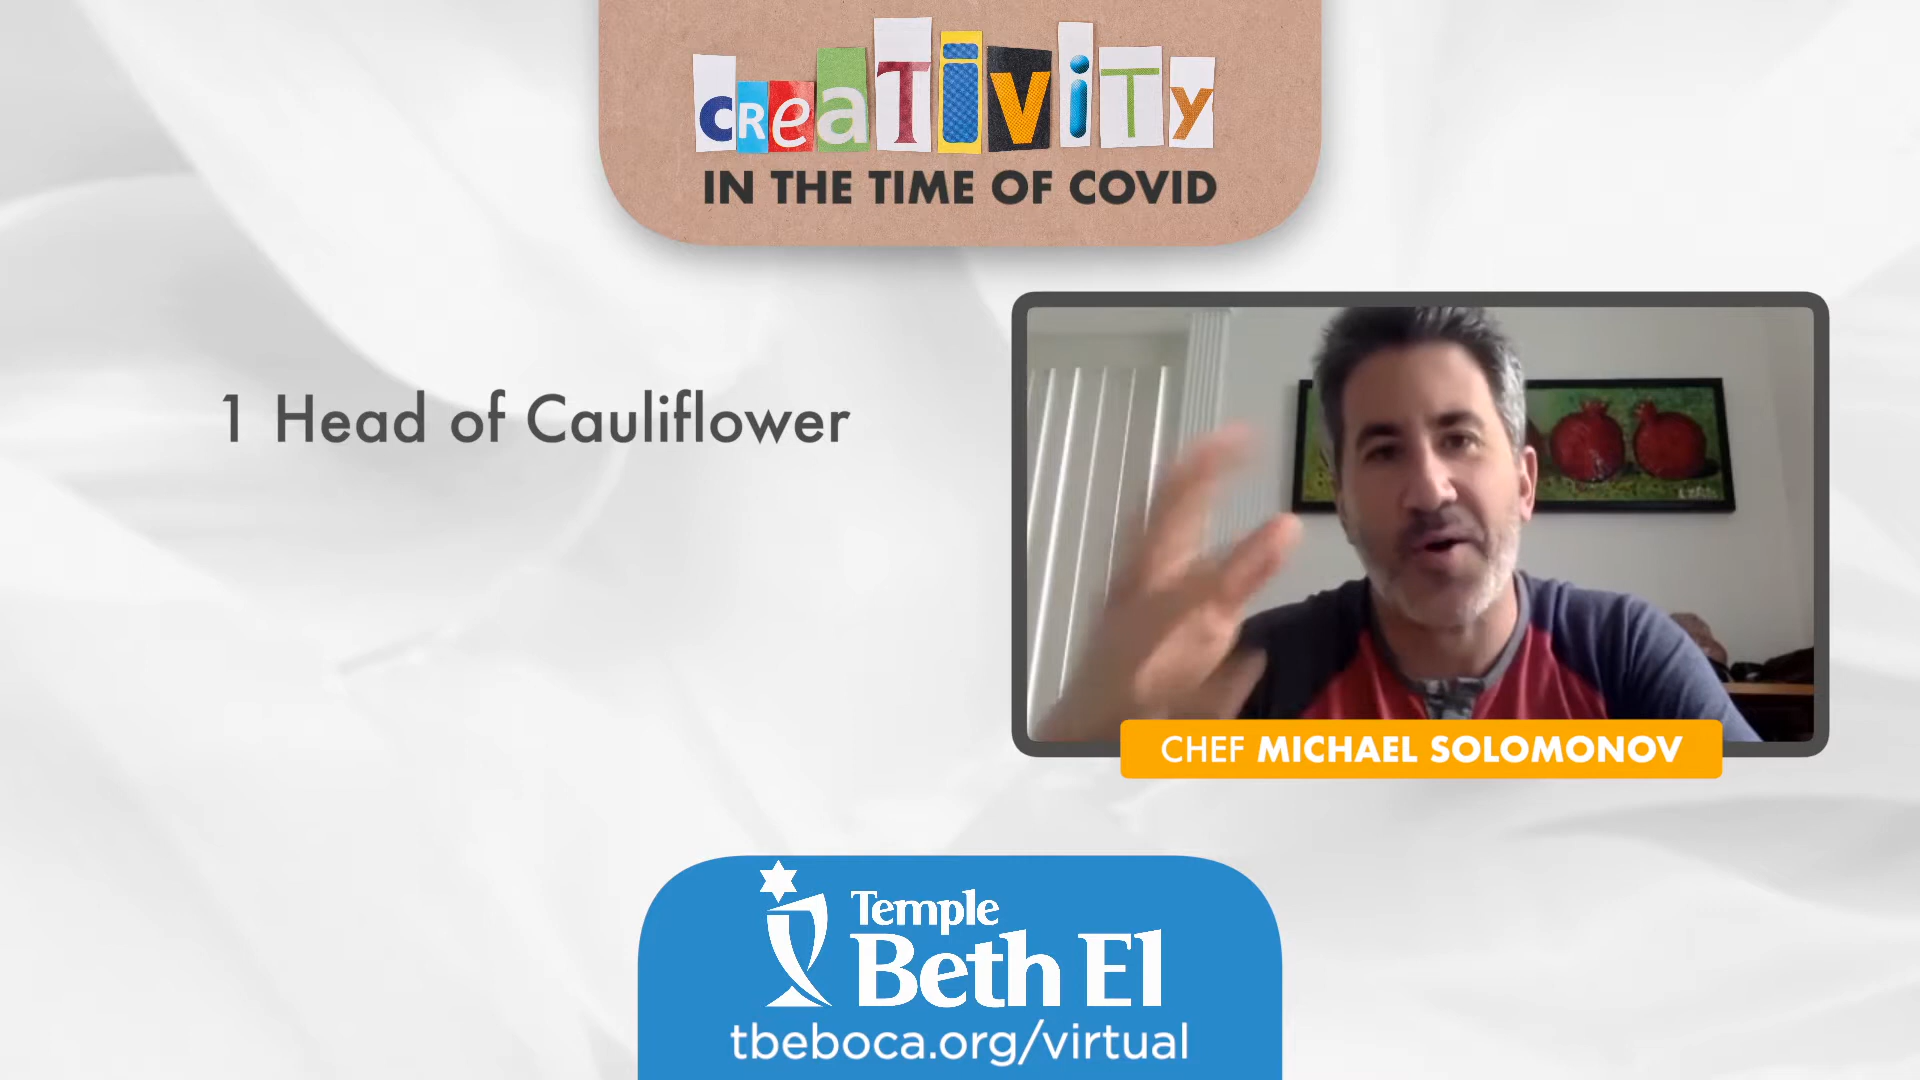 creativity
IN THE TIME OF COVID
1 Head of Cauliflower
CHEF MICHAEL SOLOMONOV
Temple
Beth El
tbeboca.org/virtual